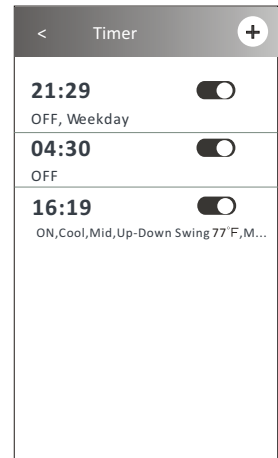 < Timer +
21:29
OFF, Weekday
04:30
OFF
16:19
ON,Cool,Mid,Up-Down Swing 77°F,M...